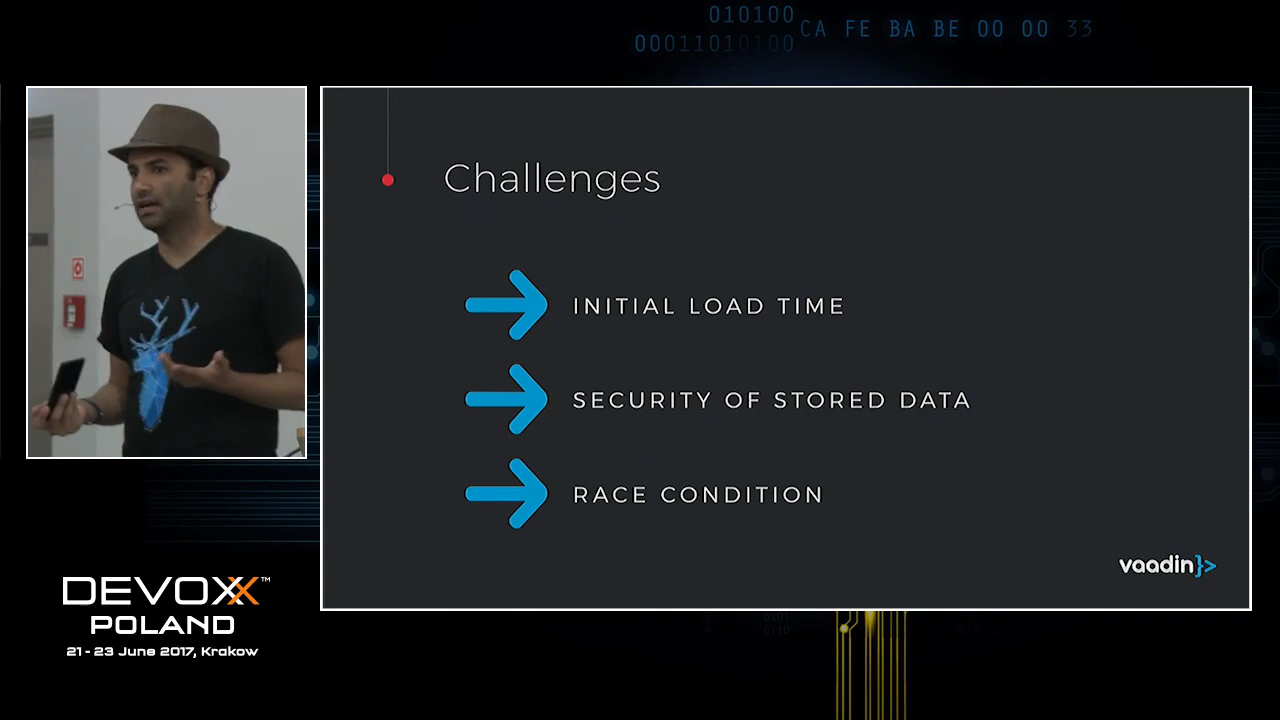 010100
00011010100
CA FE BA BE 00 00 33
Challenges
INITIAL LOAD TIME
SECURITY OF STORED DATA
RACE CONDITION
vaadin}>
DEVOXX™
POLAND
21 - 23 June 2017, Krakow